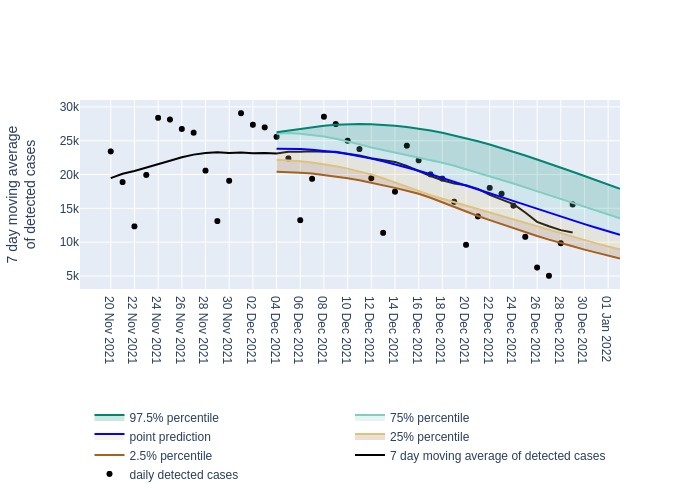 7 day moving average
of detected cases
30k
25k
20k
15k
10k
5k
20 Nov 2021
22 Nov 2021
24 Nov 2021
26 Nov 2021
28 Nov 2021
30 Nov 2021
02 Dec 2021
04 Dec 2021
06 Dec 2021
08 Dec 2021
10 Dec 2021
12 Dec 2021
14 Dec 2021
16 Dec 2021
18 Dec 2021
20 Dec 2021
22 Dec 2021
24 Dec 2021
26 Dec 2021
28 Dec 2021
30 Dec 2021
01 Jan 2022
97.5% percentile
75% percentile
point prediction
25% percentile
2.5% percentile
7 day moving average of detected cases
daily detected cases